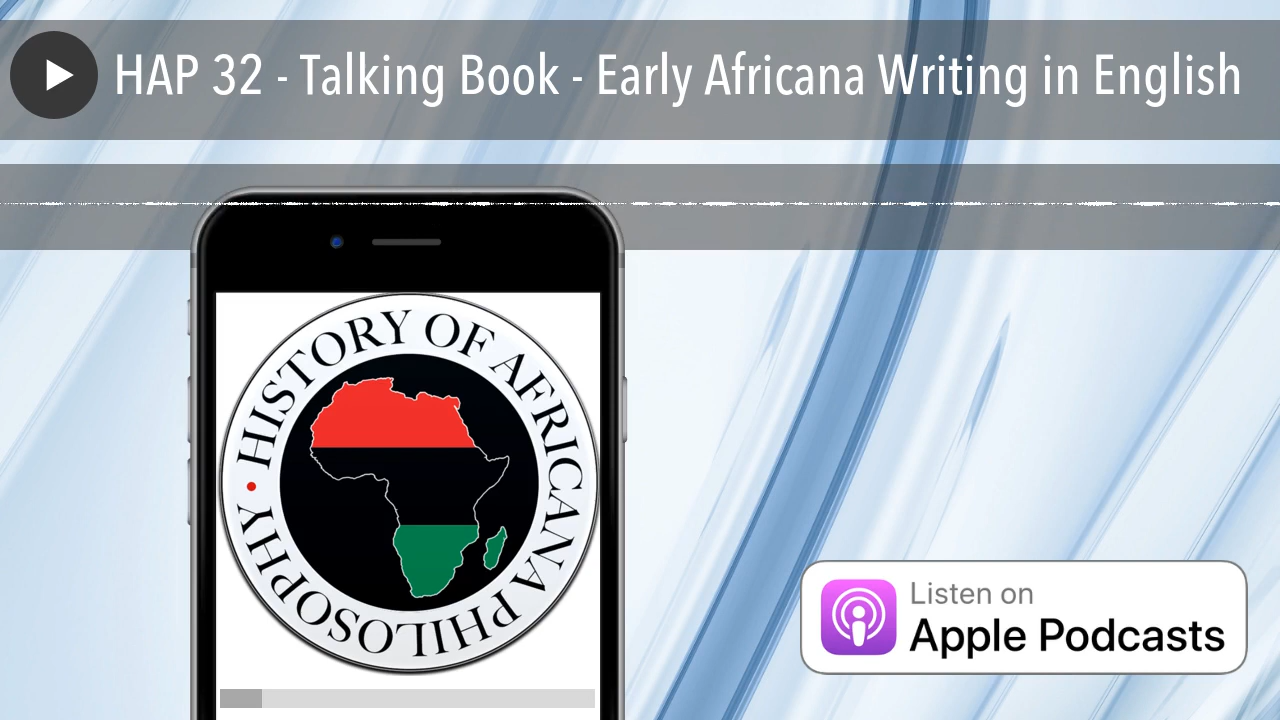 HAP 32 - Talking Book - Early Africana Writing in English
HISTORY OF AFRICANA PHILOSOPHY •
Listen on
Apple Podcasts